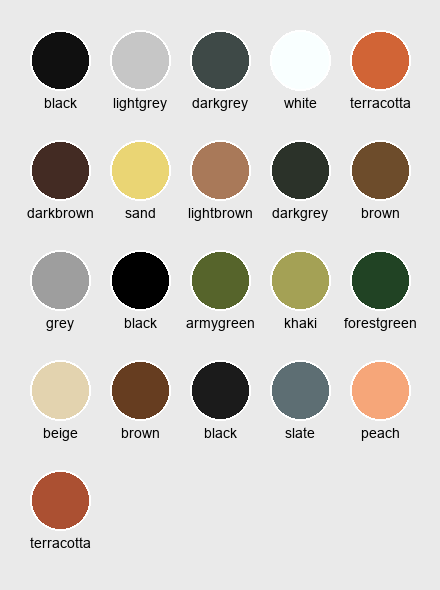 black lightgrey darkgrey white terracotta
darkbrown sand lightbrown darkgrey brown
grey black armygreen khaki forestgreen
beige brown black slate peach
terracotta